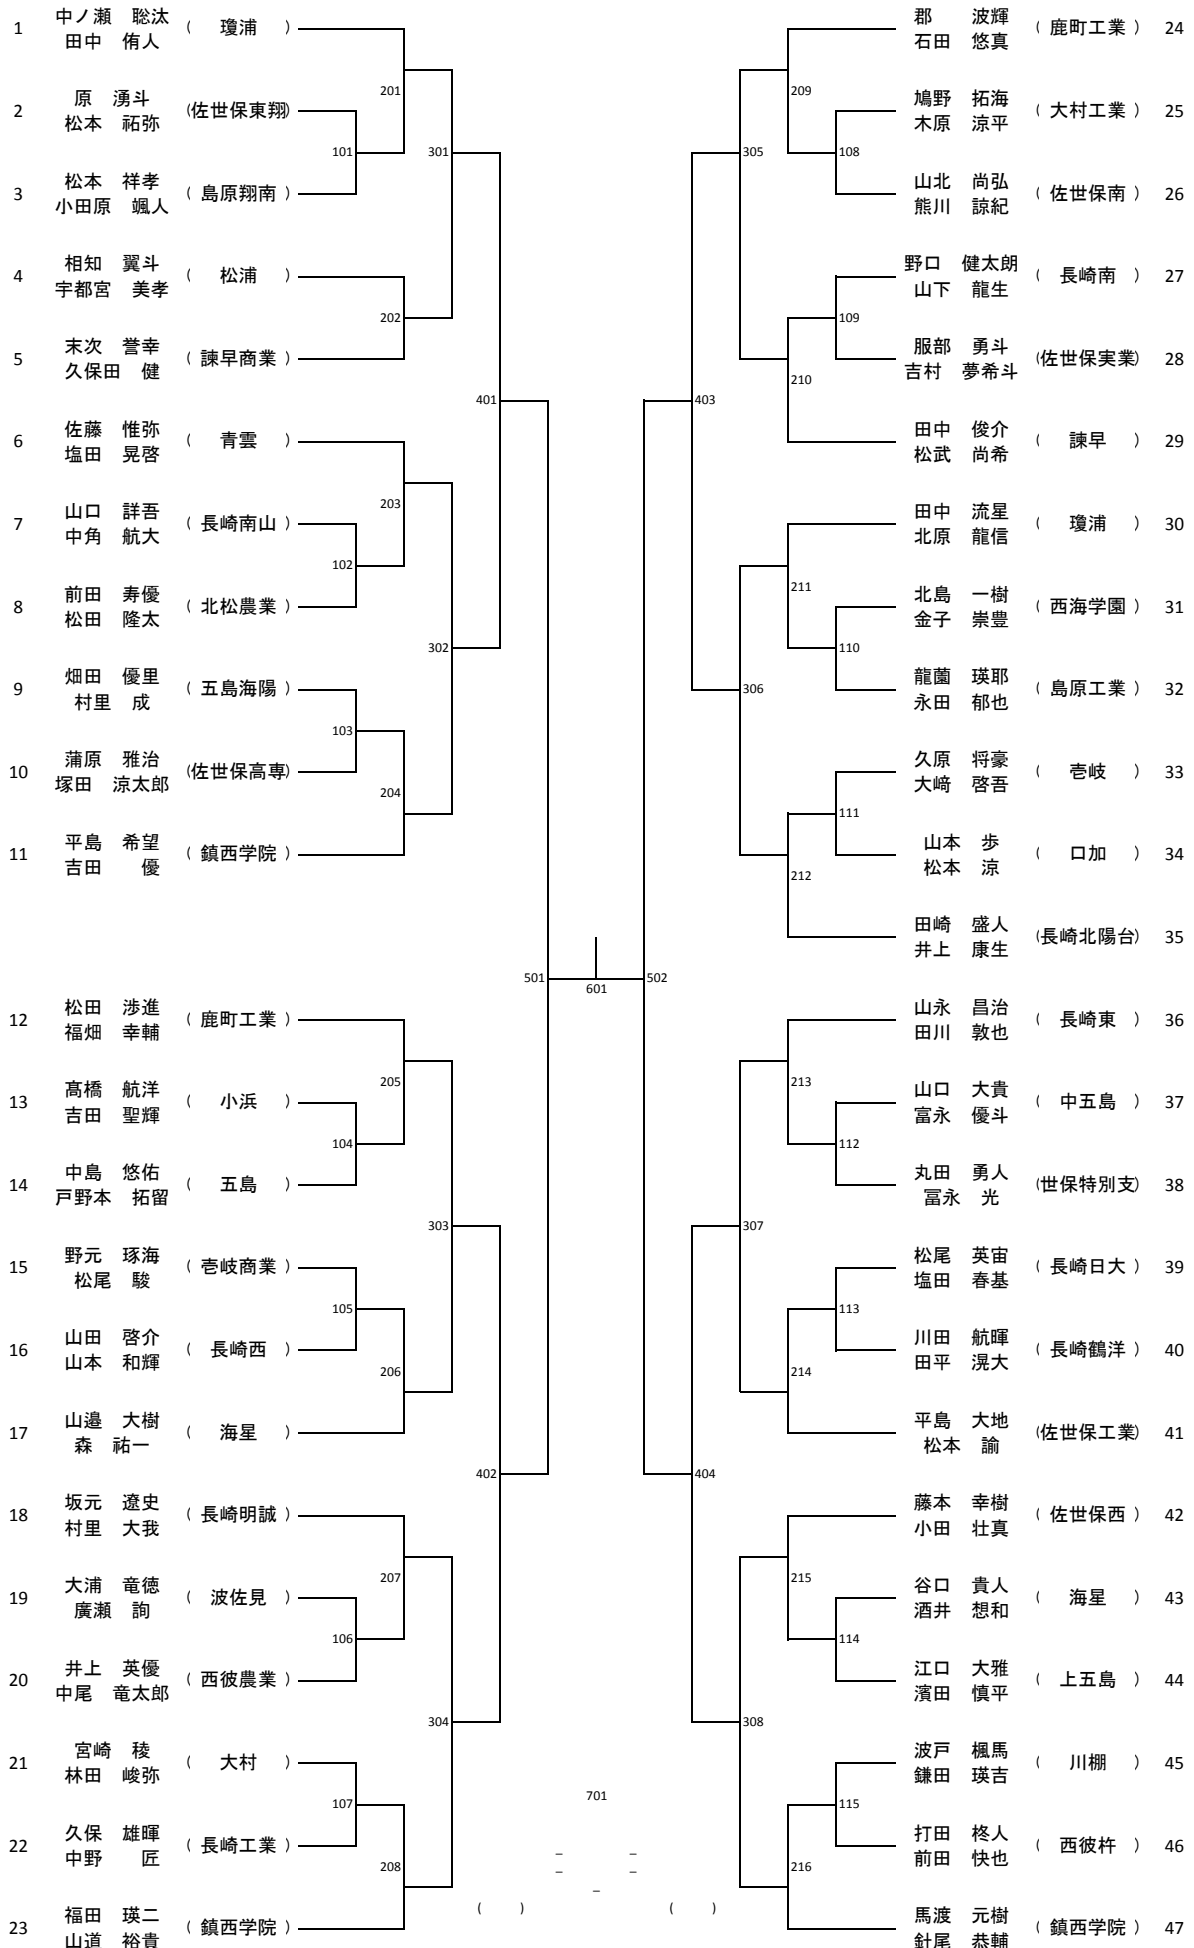 中ノ瀬 聡汰
1 ( 瓊浦 )
田中 侑人
201
原 湧斗
2 (佐世保東翔)
松本 祐弥
101 301
松本 祥孝
3 ( 島原翔南 )
小田原 颯人
相知 翼斗
4 ( 松浦 )
宇都宮 美孝
202
末次 誉幸
5 ( 諫早商業 )
久保田 健
401
佐藤 惟弥
6 ( 青雲 )
塩田 晃啓
203
山口 詳吾
7 ( 長崎南山 )
中角 航大
102
前田 寿優
8 ( 北松農業 )
松田 隆太
302
畑田 優里
9 ( 五島海陽 )
村里 成
103
蒲原 雅治
10 (佐世保高専)
塚田 涼太郎
204
平島 希望
11 ( 鎮西学院 )
吉田 優
501
601
502
松田 渉進
12 ( 鹿町工業 )
福畑 幸輔
205
髙橋 航洋
13 ( 小浜 )
吉田 聖輝
104
中島 悠佑
14 ( 五島 )
戸野本 拓留
303
野元 琢海
15 ( 壱岐商業 )
松尾 駿
105
山田 啓介
16 ( 長崎西 )
山本 和輝
206
山邉 大樹
17 ( 海星 )
森 祐一
402
坂元 遼史
18 ( 長崎明誠 )
村里 大我
207
大浦 竜徳
19 ( 波佐見 )
廣瀬 詢
106
井上 英優
20 ( 西彼農業 )
中尾 竜太郎
304
宮崎 稜
21 ( 大村 )
林田 峻弥
107
久保 雄暉
22 ( 長崎工業 )
中野 匠
208
福田 瑛二
23 ( 鎮西学院 )
山道 裕貴
701
– –
– –
–
( ) ( )
郡 波輝
( 鹿町工業 ) 24
石田 悠真
209
鳩野 拓海
( 大村工業 ) 25
木原 涼平
305 108
山北 尚弘
( 佐世保南 ) 26
熊川 諒紀
野口 健太朗
( 長崎南 ) 27
山下 龍生
109
服部 勇斗
(佐世保実業) 28
吉村 夢希斗
210
403
田中 俊介
( 諫早 ) 29
松武 尚希
田中 流星
( 瓊浦 ) 30
北原 龍信
211
北島 一樹
( 西海学園 ) 31
金子 崇豊
110
306
龍薗 瑛耶
( 島原工業 ) 32
永田 郁也
久原 将豪
( 壱岐 ) 33
大﨑 啓吾
111
山本 歩
( 口加 ) 34
松本 涼
212
田崎 盛人
(長崎北陽台) 35
井上 康生
山永 昌治
( 長崎東 ) 36
田川 敦也
213
山口 大貴
( 中五島 ) 37
富永 優斗
112
丸田 勇人
(世保特別支) 38
冨永 光
307
松尾 英宙
( 長崎日大 ) 39
塩田 春基
113
川田 航暉
( 長崎鶴洋 ) 40
田平 滉大
214
平島 大地
(佐世保工業) 41
松本 諭
404
藤本 幸樹
( 佐世保西 ) 42
小田 壮真
215
谷口 貴人
( 海星 ) 43
酒井 想和
114
江口 大雅
( 上五島 ) 44
濱田 慎平
308
波戸 楓馬
( 川棚 ) 45
鎌田 瑛吉
115
打田 柊人
( 西彼杵 ) 46
前田 快也
216
馬渡 元樹
( 鎮西学院 ) 47
針尾 恭輔